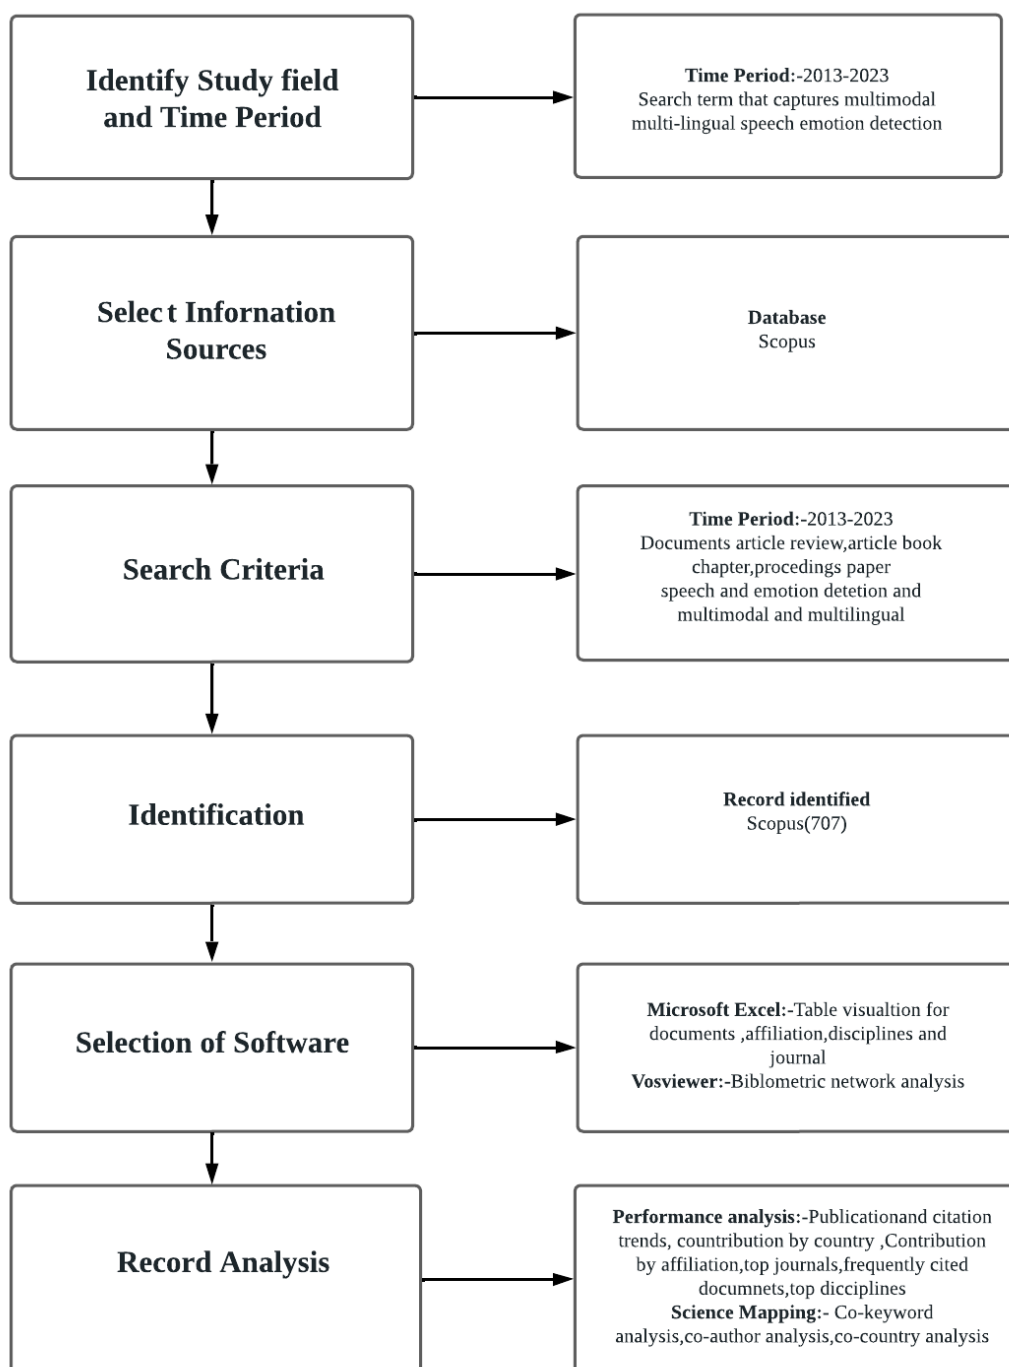 Identify Study field
and Time Period
Time Period:-2013-2023
Search term that captures multimodal
multi-lingual speech emotion detection
Select Infornation
Sources
Database
Scopus
Search Criteria
Time Period:-2013-2023
Documents article review,article book
chapter,procedings paper
speech and emotion detetion and
multimodal and multilingual
Identification
Record identified
Scopus(707)
Selection of Software
Microsoft Excel:-Table visualtion for
documents ,affiliation,disciplines and
journal
Vosviewer:-Biblometric network analysis
Record Analysis
Performance analysis:-Publicationand citation
trends, countribution by country ,Contribution
by affiliation,top journals,frequently cited
documnets,top dicciplines
Science Mapping:- Co-keyword
analysis,co-author analysis,co-country analysis